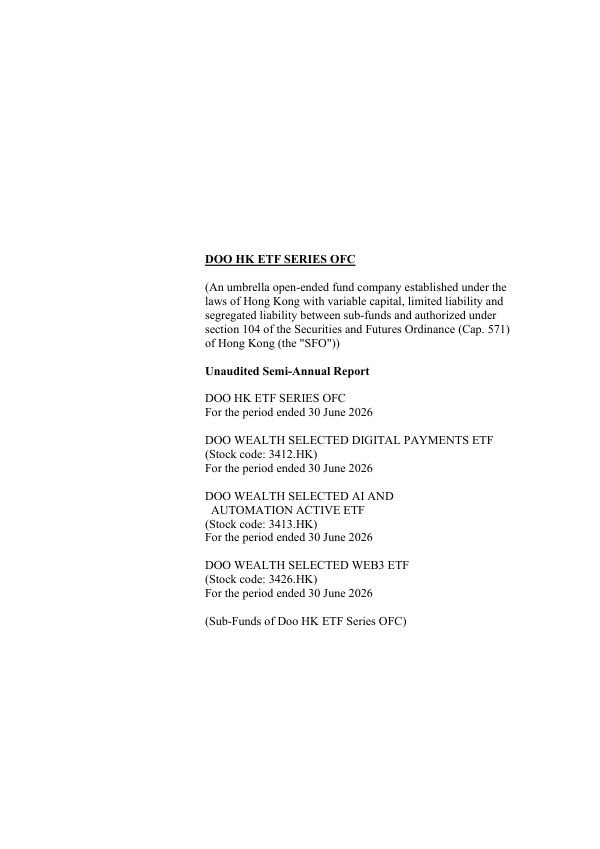 DOO HK ETF SERIES OFC
(An umbrella open-ended fund company established under the
laws of Hong Kong with variable capital, limited liability and
segregated liability between sub-funds and authorized under
section 104 of the Securities and Futures Ordinance (Cap. 571)
of Hong Kong (the "SFO"))
Unaudited Semi-Annual Report
DOO HK ETF SERIES OFC
For the period ended 30 June 2026
DOO WEALTH SELECTED DIGITAL PAYMENTS ETF
(Stock code: 3412.HK)
For the period ended 30 June 2026
DOO WEALTH SELECTED AI AND
AUTOMATION ACTIVE ETF
(Stock code: 3413.HK)
For the period ended 30 June 2026
DOO WEALTH SELECTED WEB3 ETF
(Stock code: 3426.HK)
For the period ended 30 June 2026
(Sub-Funds of Doo HK ETF Series OFC)